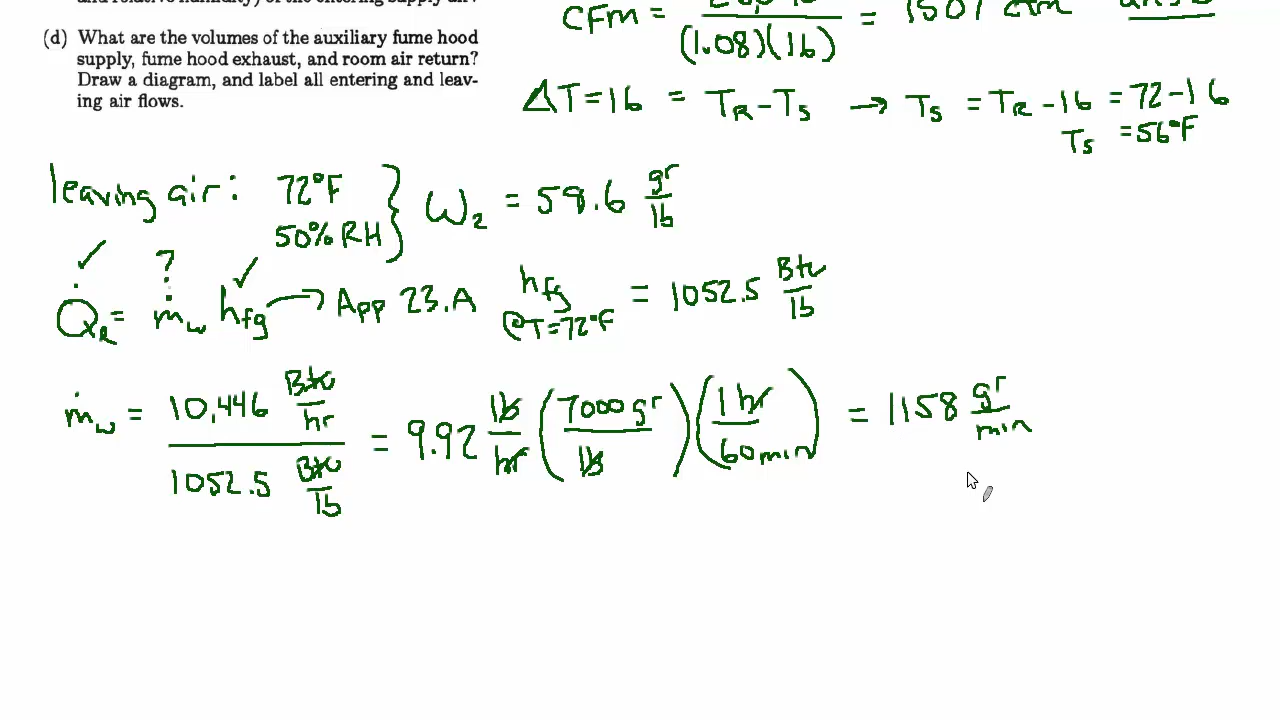 (d) What are the volumes of the auxiliary fume hood
supply, fume hood exhaust, and room air return?
Draw a diagram, and label all entering and leav-
ing air flows.
CFM = / (1.08)(16) = 1507 cfm
ΔT = 16 = TR - TS → TS = TR - 16 = 72 - 16
TS = 56°F
leaving air: 72°F
50% RH } W2 = 58.6 gr/lb
✓ ? ✓
Q̇R = ṁw hfg → App 23.A hfg @T=72°F = 1052.5 Btu/lb
ṁw = 10,446 Btu/hr / 1052.5 Btu/lb = 9.92 lb/hr (7000 gr/lb) (1 hr/60 min) = 1158 gr/min